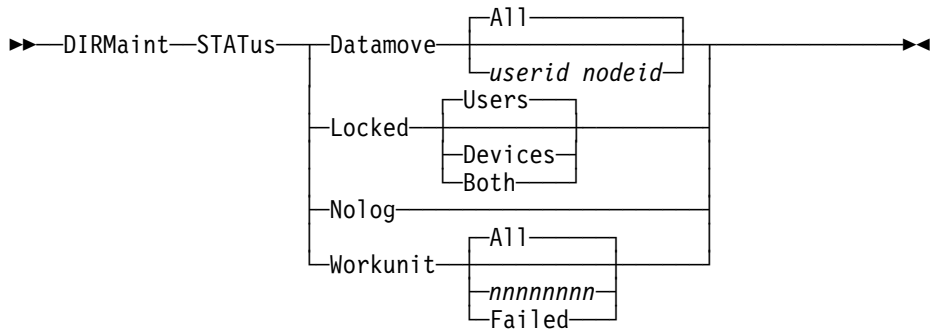 All
DIRMaint STATus Datamove
userid nodeid
Users
Locked
Devices
Both
Nolog
All
Workunit
nnnnnnnn
Failed